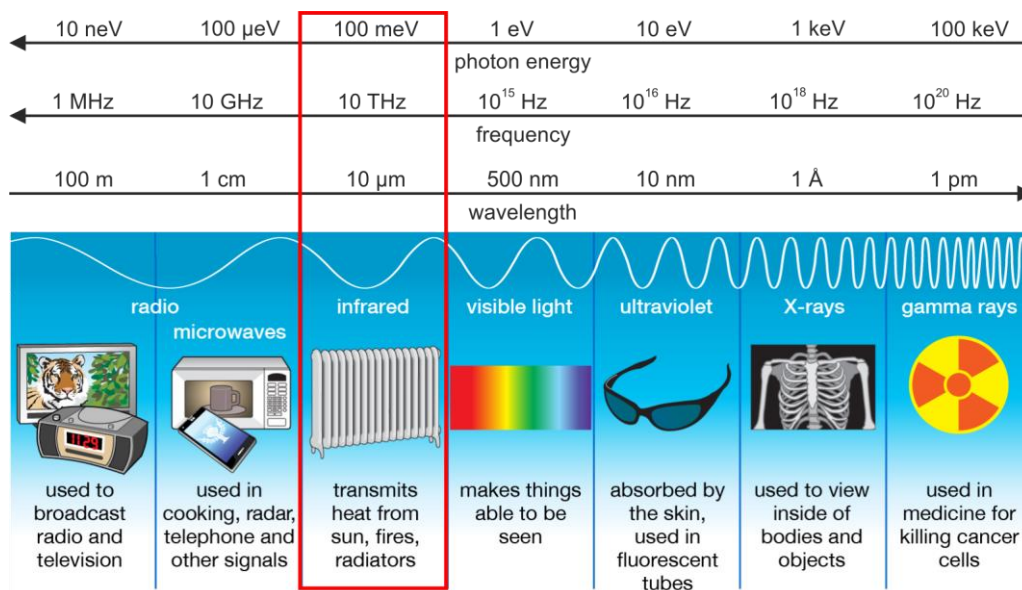 10 neV 100 µeV 100 meV 1 eV 10 eV 1 keV 100 keV
photon energy
1 MHz 10 GHz 10 THz 10¹⁵ Hz 10¹⁶ Hz 10¹⁸ Hz 10²⁰ Hz
frequency
100 m 1 cm 10 µm 500 nm 10 nm 1 Å 1 pm
wavelength
radio infrared visible light ultraviolet X-rays gamma rays
microwaves
11:29
used to
broadcast
radio and
television
used in
cooking, radar,
telephone and
other signals
transmits
heat from
sun, fires,
radiators
makes things
able to be
seen
absorbed by
the skin,
used in
fluorescent
tubes
used to view
inside of
bodies and
objects
used in
medicine for
killing cancer
cells